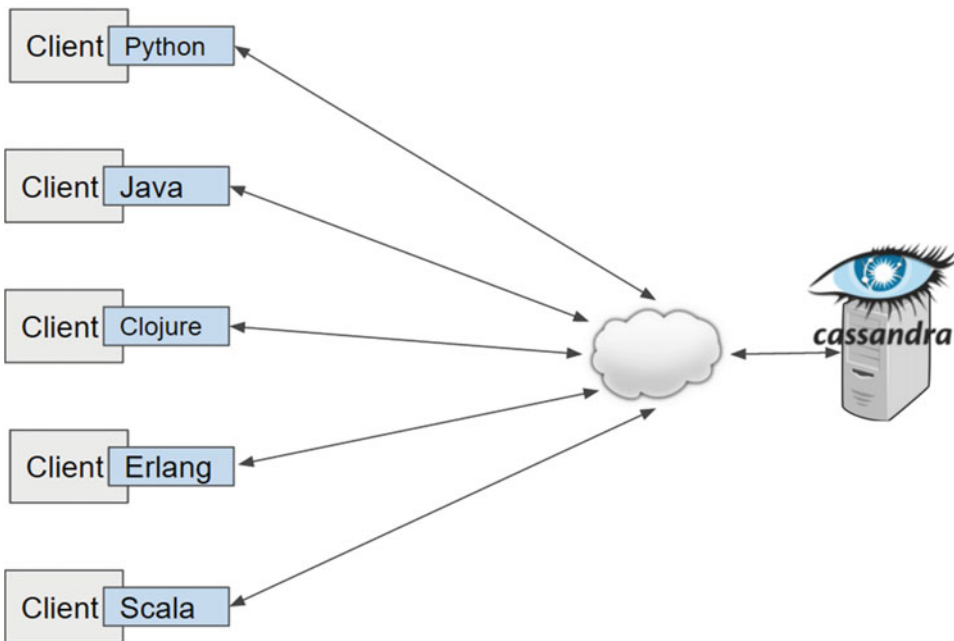 Client Python
Client Java
Client Clojure
cassandra
Client Erlang
Client Scala